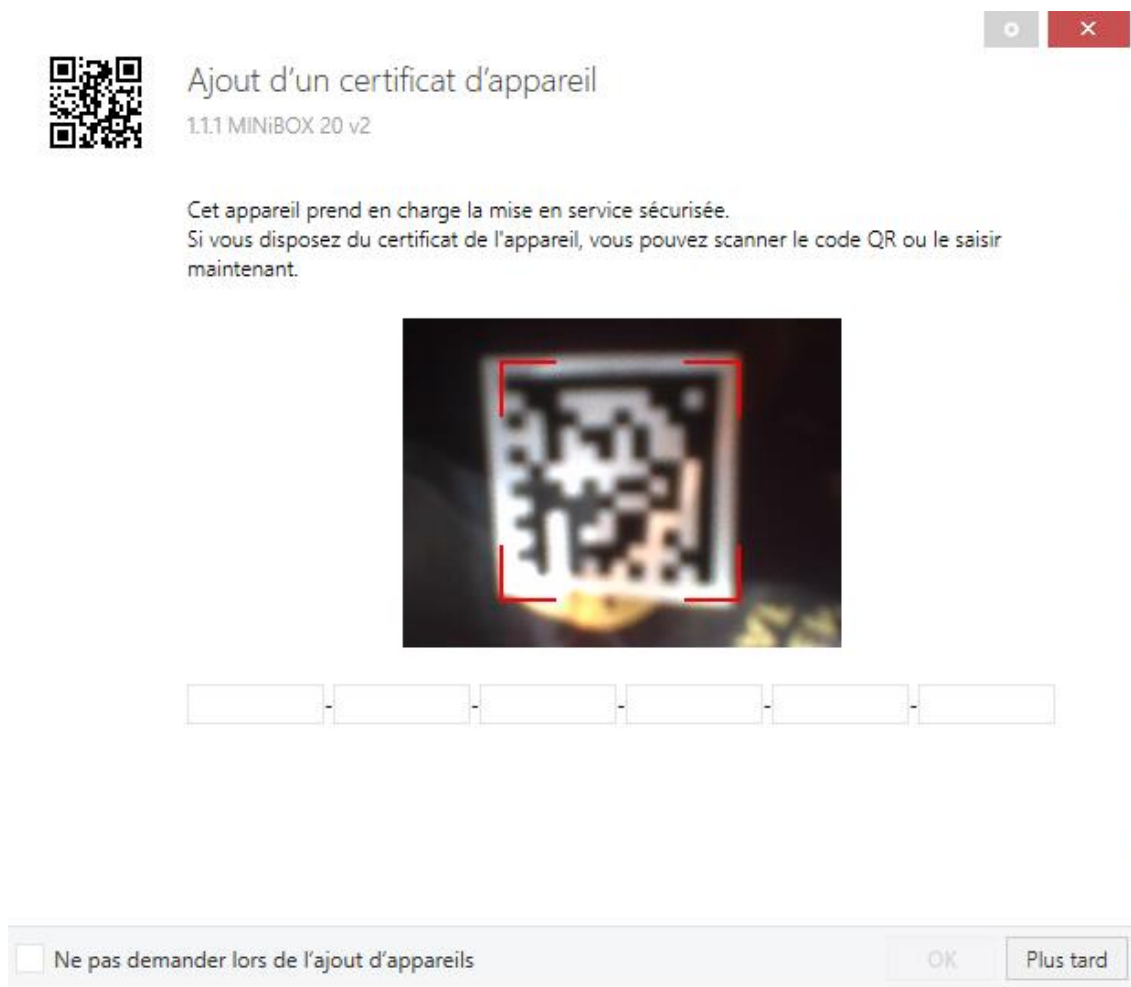 Ajout d’un certificat d’appareil
1.1.1 MINiBOX 20 v2
Cet appareil prend en charge la mise en service sécurisée.
Si vous disposez du certificat de l'appareil, vous pouvez scanner le code QR ou le saisir
maintenant.
- - - - -
Ne pas demander lors de l’ajout d’appareils
OK
Plus tard